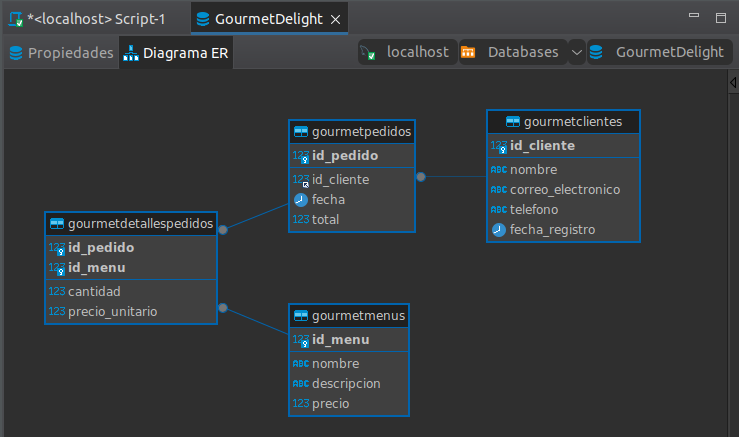 *<localhost> Script-1
GourmetDelight
Propiedades
Diagrama ER
localhost
Databases
GourmetDelight
gourmetpedidos
123 id_pedido
123 id_cliente
fecha
123 total
gourmetclientes
123 id_cliente
ABC nombre
ABC correo_electronico
ABC telefono
fecha_registro
gourmetdetallespedidos
123 id_pedido
123 id_menu
123 cantidad
123 precio_unitario
gourmetmenus
123 id_menu
ABC nombre
ABC descripcion
123 precio